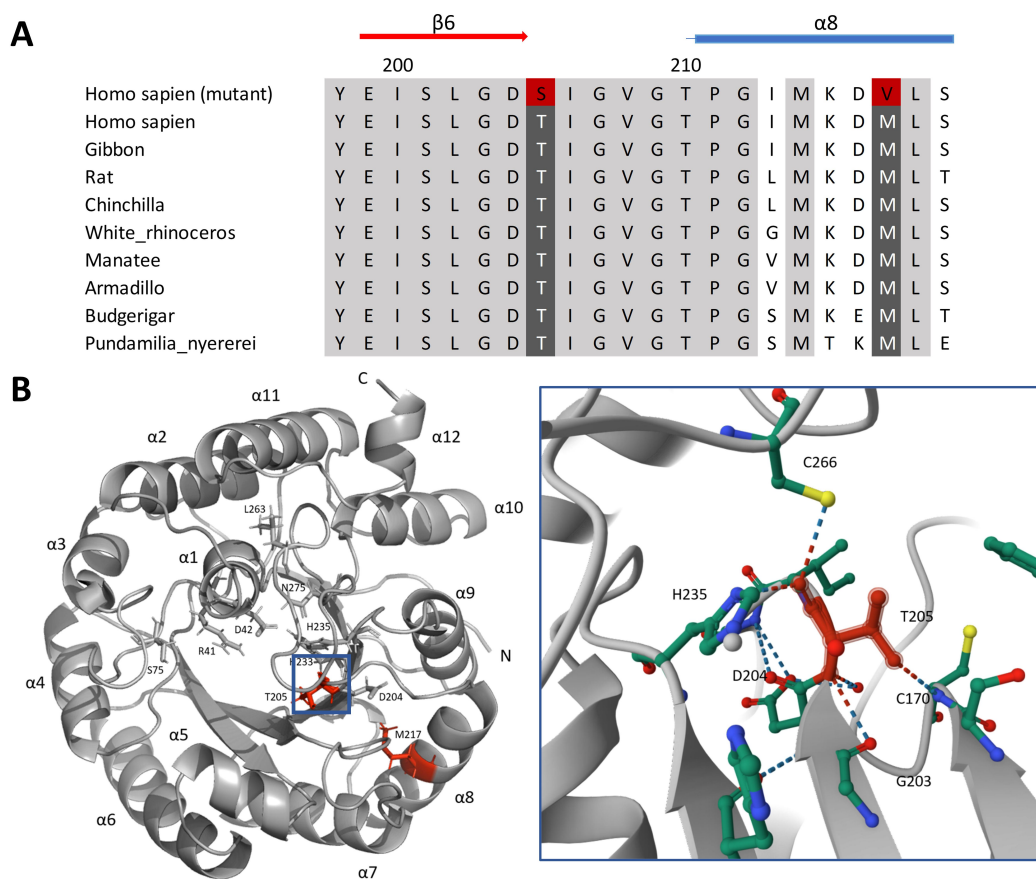 A
β6
α8
200
210
Homo sapien (mutant) Y E I S L G D S I G V G T P G I M K D V L S
Homo sapien Y E I S L G D T I G V G T P G I M K D M L S
Gibbon Y E I S L G D T I G V G T P G I M K D M L S
Rat Y E I S L G D T I G V G T P G L M K D M L T
Chinchilla Y E I S L G D T I G V G T P G L M K D M L S
White_rhinoceros Y E I S L G D T I G V G T P G G M K D M L S
Manatee Y E I S L G D T I G V G T P G V M K D M L S
Armadillo Y E I S L G D T I G V G T P G V M K D M L S
Budgerigar Y E I S L G D T I G V G T P G S M K E M L T
Pundamilia_nyererei Y E I S L G D T I G V G T P G S M T K M L E
B
C
α11
α2
α12
L263
α10
α3
α1
α9
N275
D42
H235
N
R41
S75
H233
α4
T205
D204
M217
α5
α8
α6
α7
C266
H235
T205
D204
C170
G203